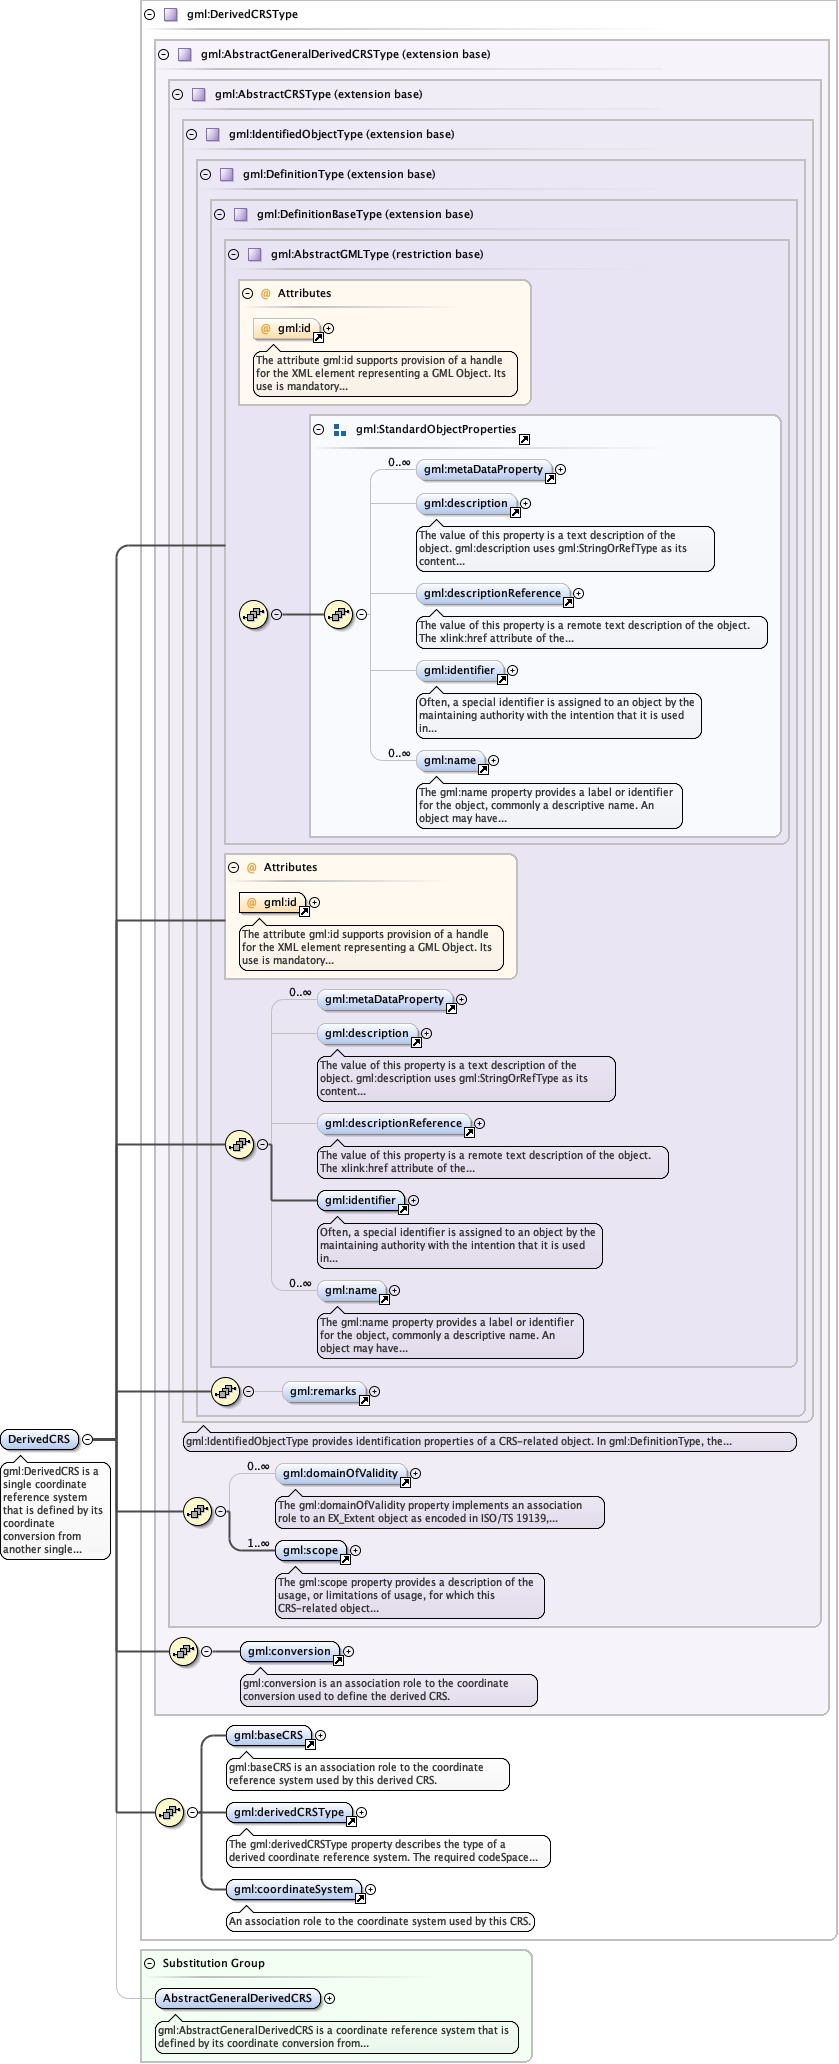 gml:DerivedCRSType
gml:AbstractGeneralDerivedCRSType (extension base)
gml:AbstractCRSType (extension base)
gml:IdentifiedObjectType (extension base)
gml:DefinitionType (extension base)
gml:DefinitionBaseType (extension base)
gml:AbstractGMLType (restriction base)
@ Attributes
@ gml:id
The attribute gml:id supports provision of a handle
for the XML element representing a GML Object. Its
use is mandatory...
gml:StandardObjectProperties
0..∞
gml:metaDataProperty
gml:description
The value of this property is a text description of the
object. gml:description uses gml:StringOrRefType as its
content...
gml:descriptionReference
The value of this property is a remote text description of the object.
The xlink:href attribute of the...
gml:identifier
Often, a special identifier is assigned to an object by the
maintaining authority with the intention that it is used
in...
0..∞
gml:name
The gml:name property provides a label or identifier
for the object, commonly a descriptive name. An
object may have...
@ Attributes
@ gml:id
The attribute gml:id supports provision of a handle
for the XML element representing a GML Object. Its
use is mandatory...
0..∞
gml:metaDataProperty
gml:description
The value of this property is a text description of the
object. gml:description uses gml:StringOrRefType as its
content...
gml:descriptionReference
The value of this property is a remote text description of the object.
The xlink:href attribute of the...
gml:identifier
Often, a special identifier is assigned to an object by the
maintaining authority with the intention that it is used
in...
0..∞
gml:name
The gml:name property provides a label or identifier
for the object, commonly a descriptive name. An
object may have...
gml:remarks
DerivedCRS
gml:DerivedCRS is a
single coordinate
reference system
that is defined by its
coordinate
conversion from
another single...
gml:IdentifiedObjectType provides identification properties of a CRS-related object. In gml:DefinitionType, the...
0..∞
gml:domainOfValidity
The gml:domainOfValidity property implements an association
role to an EX_Extent object as encoded in ISO/TS 19139,...
1..∞
gml:scope
The gml:scope property provides a description of the
usage, or limitations of usage, for which this
CRS-related object...
gml:conversion
gml:conversion is an association role to the coordinate
conversion used to define the derived CRS.
gml:baseCRS
gml:baseCRS is an association role to the coordinate
reference system used by this derived CRS.
gml:derivedCRSType
The gml:derivedCRSType property describes the type of a
derived coordinate reference system. The required codeSpace...
gml:coordinateSystem
An association role to the coordinate system used by this CRS.
Substitution Group
AbstractGeneralDerivedCRS
gml:AbstractGeneralDerivedCRS is a coordinate reference system that is
defined by its coordinate conversion from...